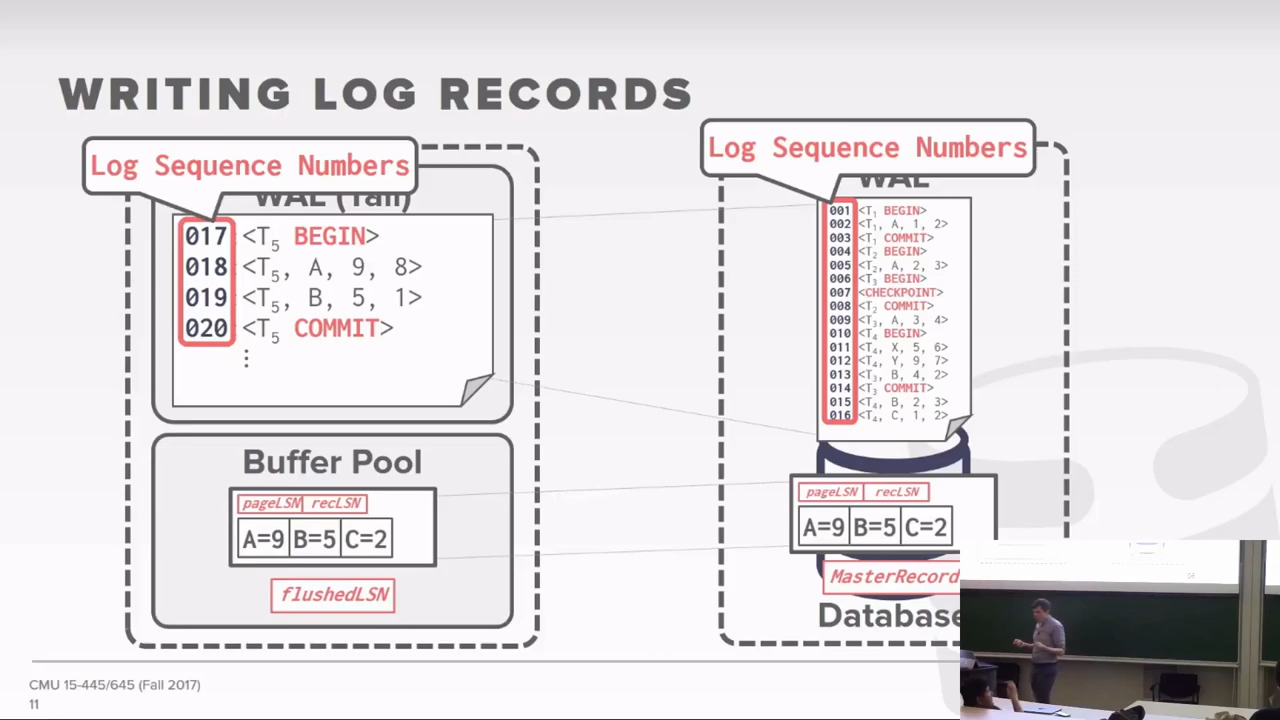 WRITING LOG RECORDS
Log Sequence Numbers
WAL (Tail)
017 <T5 BEGIN>
018 <T5, A, 9, 8>
019 <T5, B, 5, 1>
020 <T5 COMMIT>
⋮
Buffer Pool
pageLSN recLSN
A=9 B=5 C=2
flushedLSN
Log Sequence Numbers
WAL
001 <T1 BEGIN>
002 <T1, A, 1, 2>
003 <T1 COMMIT>
004 <T2 BEGIN>
005 <T2, A, 2, 3>
006 <T3 BEGIN>
007 <CHECKPOINT>
008 <T2 COMMIT>
009 <T3, A, 3, 4>
010 <T4 BEGIN>
011 <T4, X, 5, 6>
012 <T4, Y, 9, 7>
013 <T3, B, 4, 2>
014 <T3 COMMIT>
015 <T4, B, 2, 3>
016 <T4, C, 1, 2>
pageLSN recLSN
A=9 B=5 C=2
MasterRecord
Database
CMU 15-445/645 (Fall 2017)
11